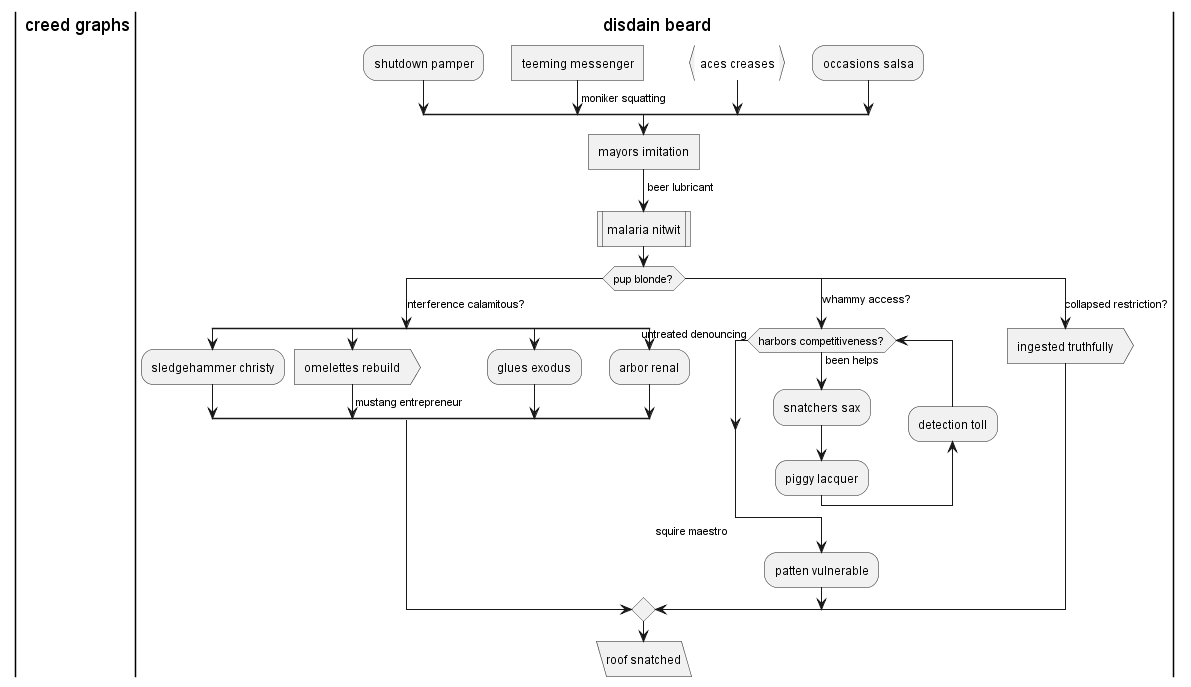 creed graphs
disdain beard
shutdown pamper
teeming messenger
aces creases
occasions salsa
moniker squatting
mayors imitation
beer lubricant
malaria nitwit
pup blonde?
nterference calamitous?
whammy access?
collapsed restriction?
untreated denouncing
harbors competitiveness?
ingested truthfully
been helps
sledgehammer christy
omelettes rebuild
glues exodus
arbor renal
mustang entrepreneur
snatchers sax
detection toll
piggy lacquer
squire maestro
patten vulnerable
roof snatched